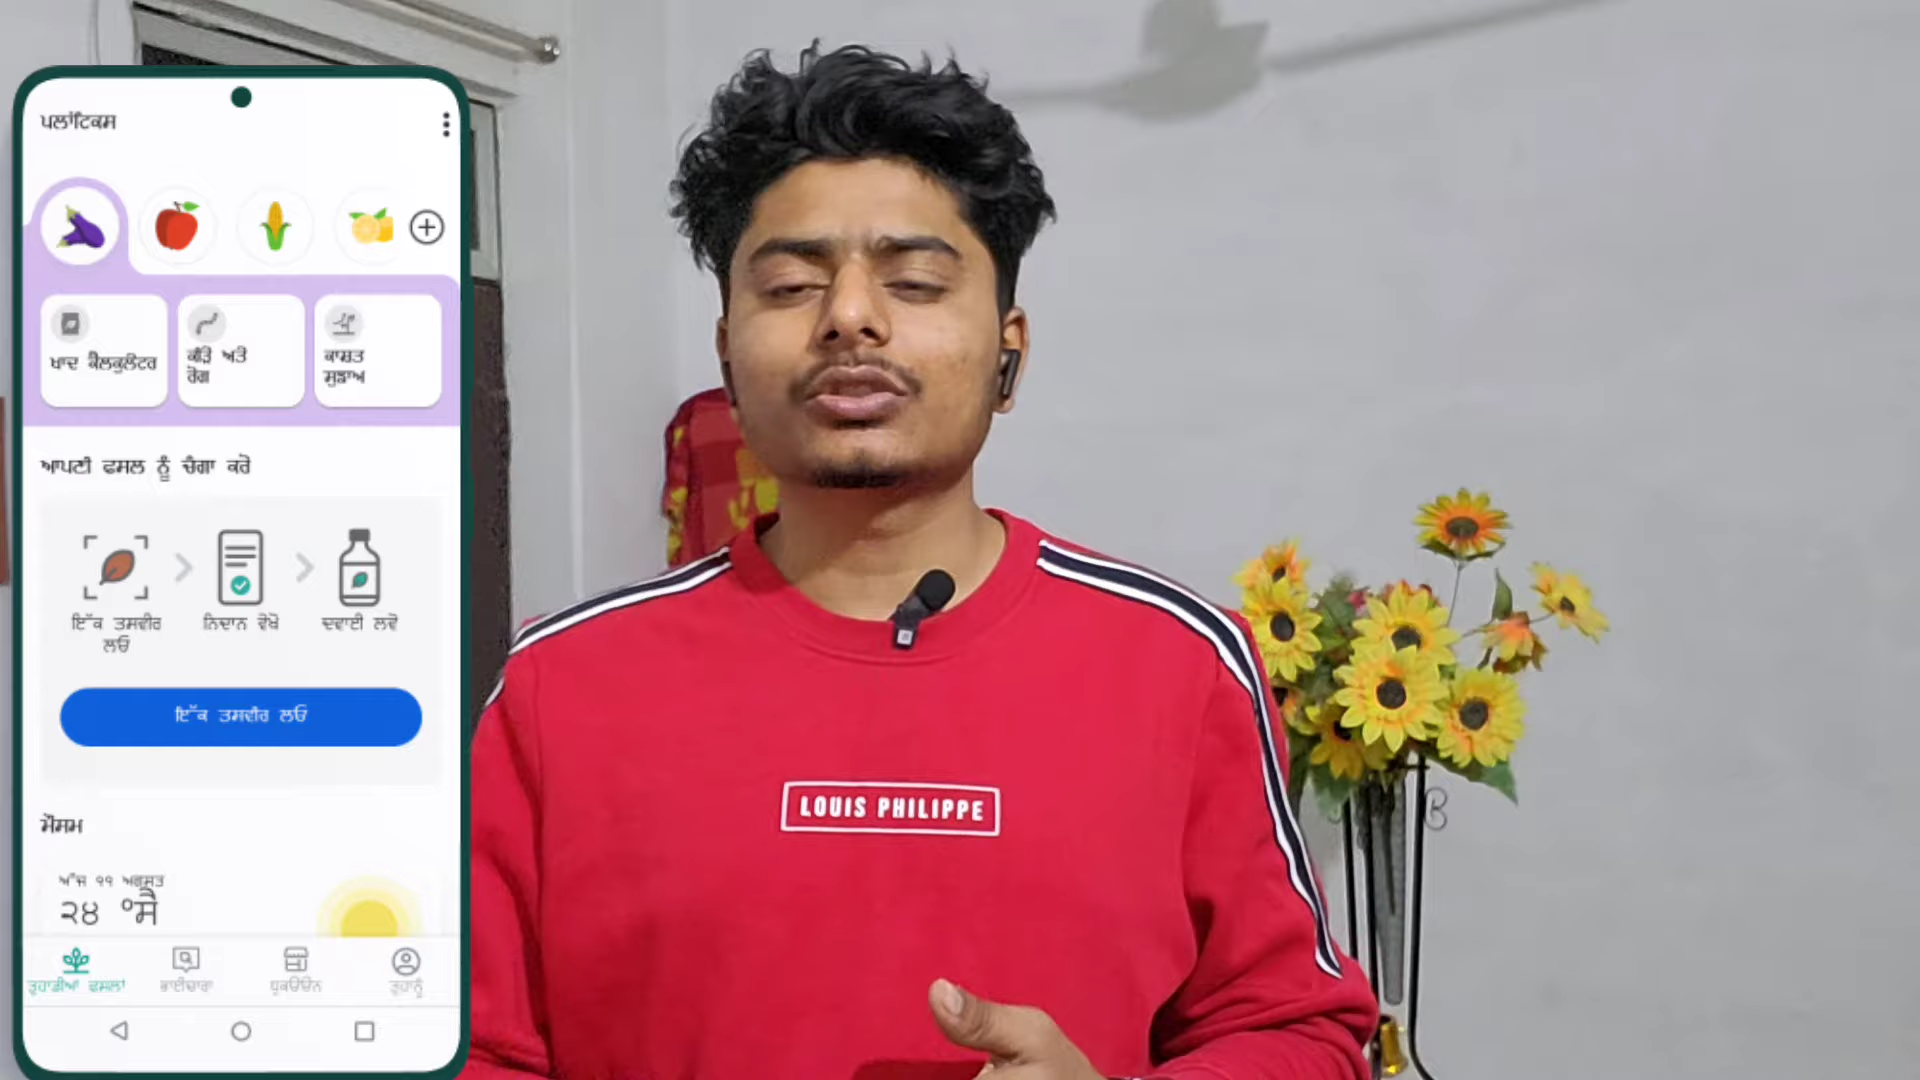 ਪਲਾਂਟਿਕਸ
ਖਾਦ ਕੈਲਕੁਲੇਟਰ
ਕੀੜੇ ਅਤੇ
ਰੋਗ
ਕਾਸ਼ਤ
ਸੁਝਾਅ
ਆਪਣੀ ਫਸਲ ਨੂੰ ਚੰਗਾ ਕਰੋ
ਇੱਕ ਤਸਵੀਰ
ਲਓ
ਨਿਦਾਨ ਵੇਖੋ
ਦਵਾਈ ਲਵੋ
ਇੱਕ ਤਸਵੀਰ ਲਓ
ਮੌਸਮ
ਅੱਜ ੧੧ ਅਗਸਤ
੨੪ °ਸੈ
ਤੁਹਾਡੀਆਂ ਫਸਲਾਂ
ਭਾਈਚਾਰਾ
ਤੁਹਾਨੂੰ
LOUIS PHILIPPE